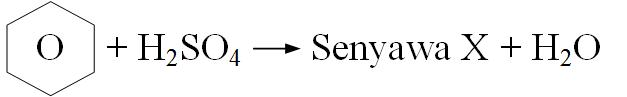 O + H₂SO₄ ⟶ Senyawa X + H₂O